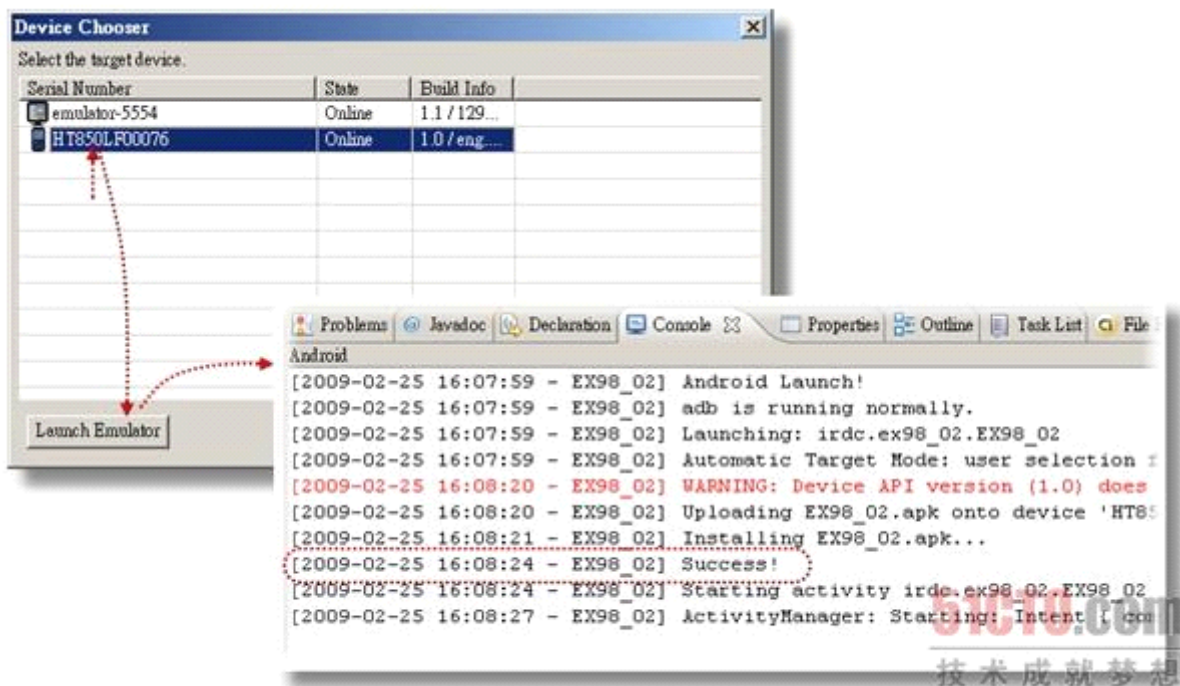 Device Chooser
Select the target device.
Serial Number State Build Info
emulator-5554 Online 1.1 / 129...
HT850LF00076 Online 1.0 / eng....
Launch Emulator
Problems Javadoc Declaration Console Properties Outline Task List File
Android
[2009-02-25 16:07:59 - EX98_02] Android Launch!
[2009-02-25 16:07:59 - EX98_02] adb is running normally.
[2009-02-25 16:07:59 - EX98_02] Launching: irdc.ex98_02.EX98_02
[2009-02-25 16:07:59 - EX98_02] Automatic Target Mode: user selection
[2009-02-25 16:08:20 - EX98_02] WARNING: Device API version (1.0) does
[2009-02-25 16:08:20 - EX98_02] Uploading EX98_02.apk onto device 'HT85
[2009-02-25 16:08:21 - EX98_02] Installing EX98_02.apk...
[2009-02-25 16:08:24 - EX98_02] Success!
[2009-02-25 16:08:24 - EX98_02] Starting activity irdc.ex98_02.EX98_02
[2009-02-25 16:08:27 - EX98_02] ActivityManager: Starting: Intent {
51CTO.com
技术成就梦想